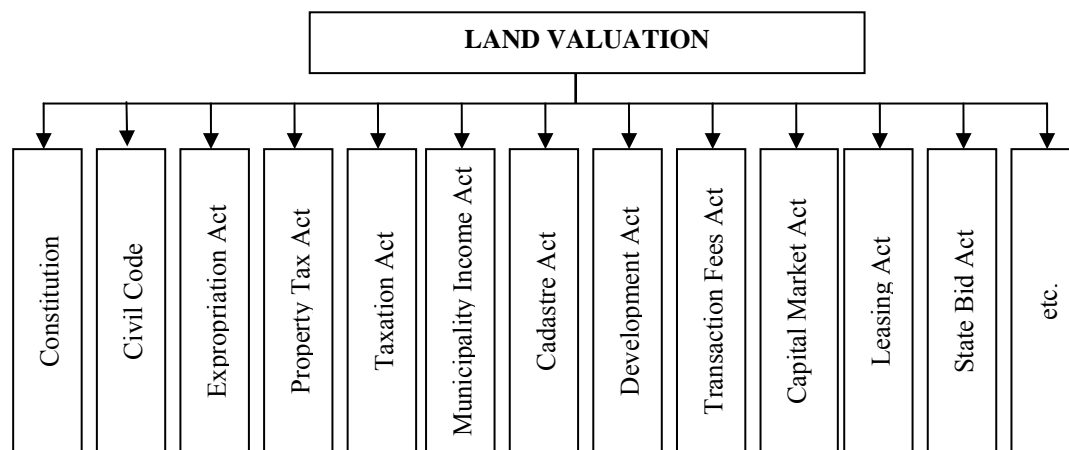 LAND VALUATION
Constitution
Civil Code
Expropriation Act
Property Tax Act
Taxation Act
Municipality Income Act
Cadastre Act
Development Act
Transaction Fees Act
Capital Market Act
Leasing Act
State Bid Act
etc.